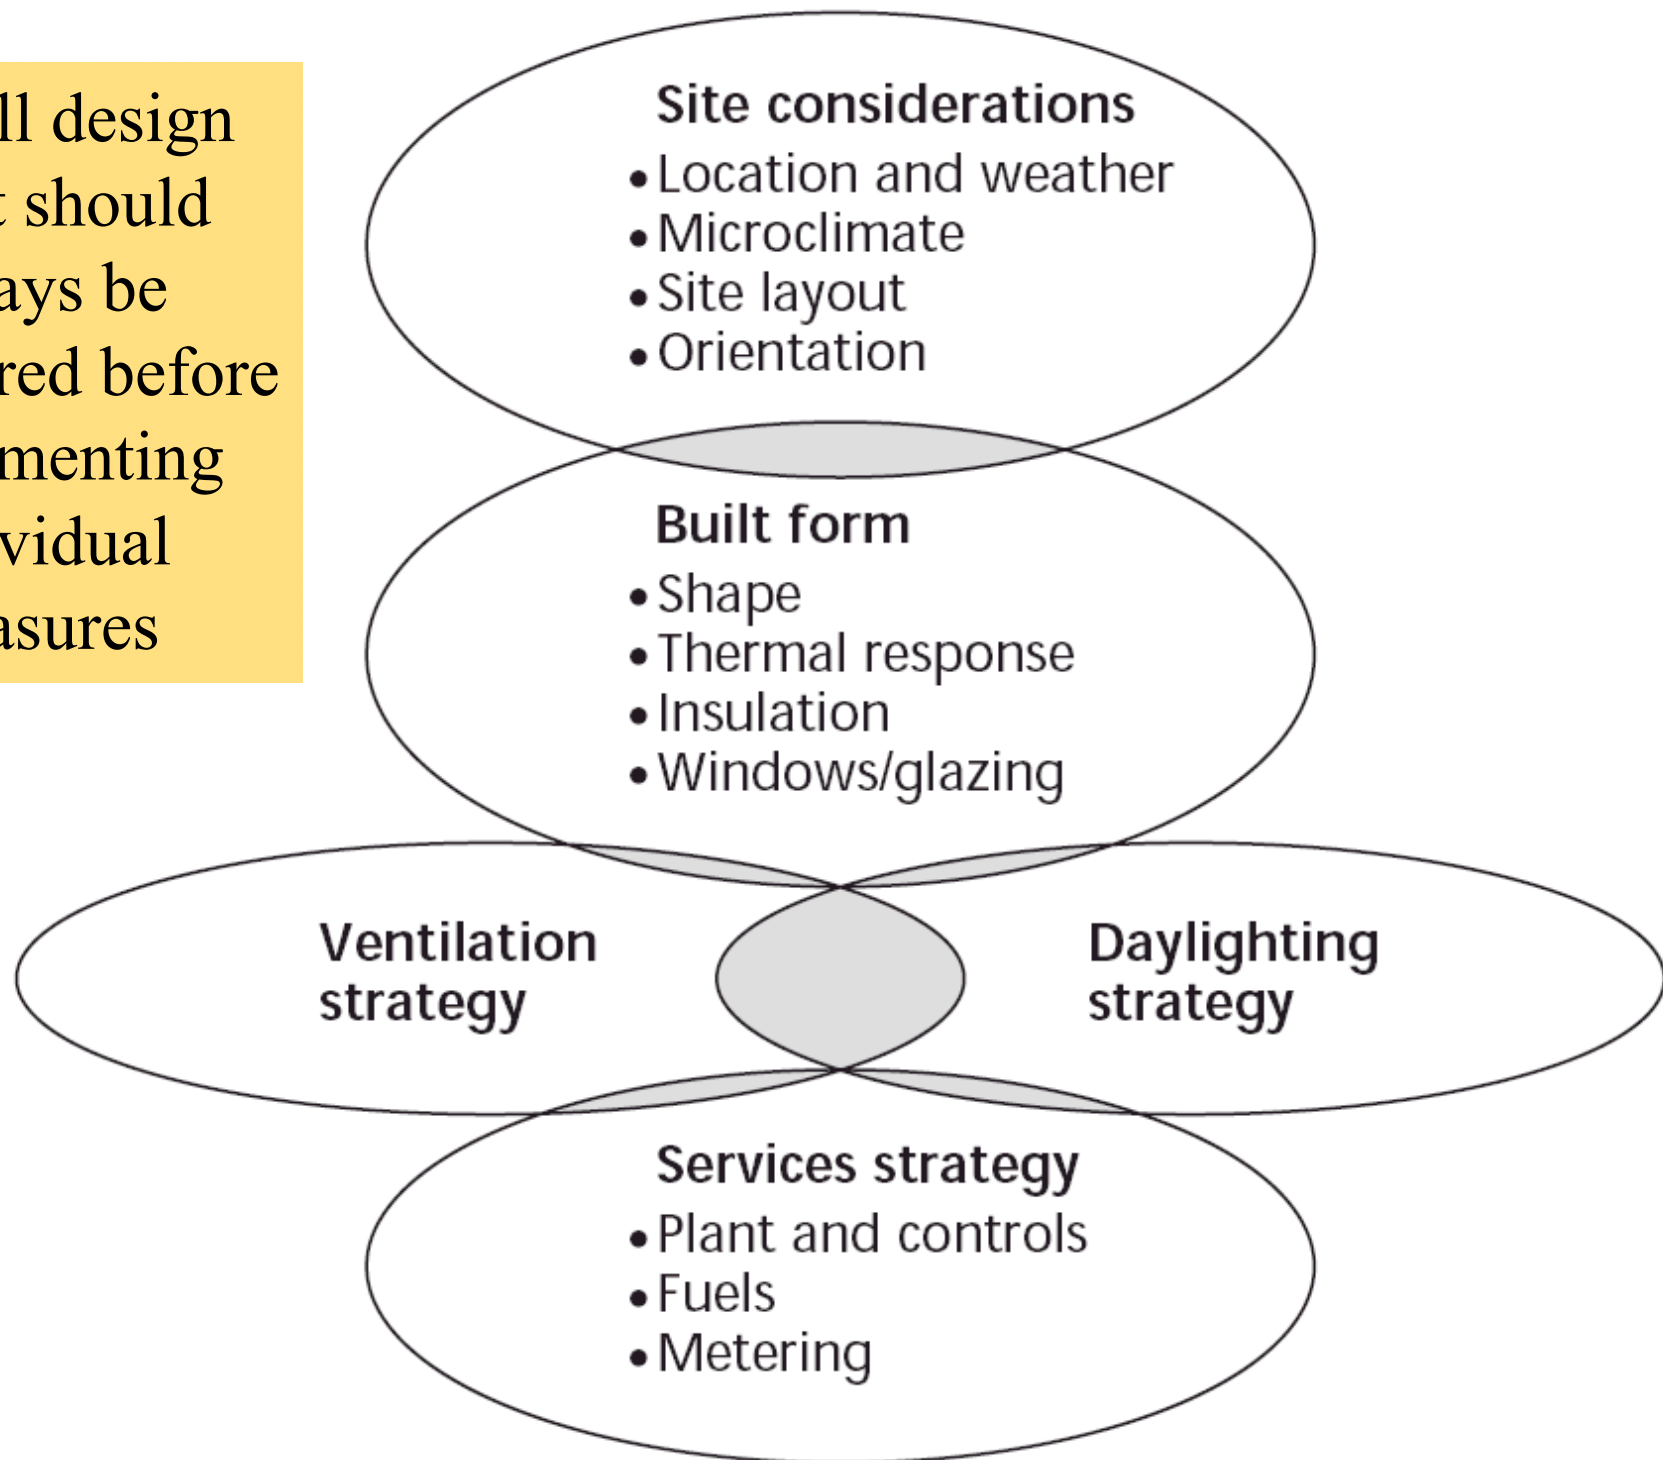 ll design
t should
ays be
red before
menting
vidual
asures
Site considerations
• Location and weather
• Microclimate
• Site layout
• Orientation
Built form
• Shape
• Thermal response
• Insulation
• Windows/glazing
Ventilation
strategy
Daylighting
strategy
Services strategy
• Plant and controls
• Fuels
• Metering